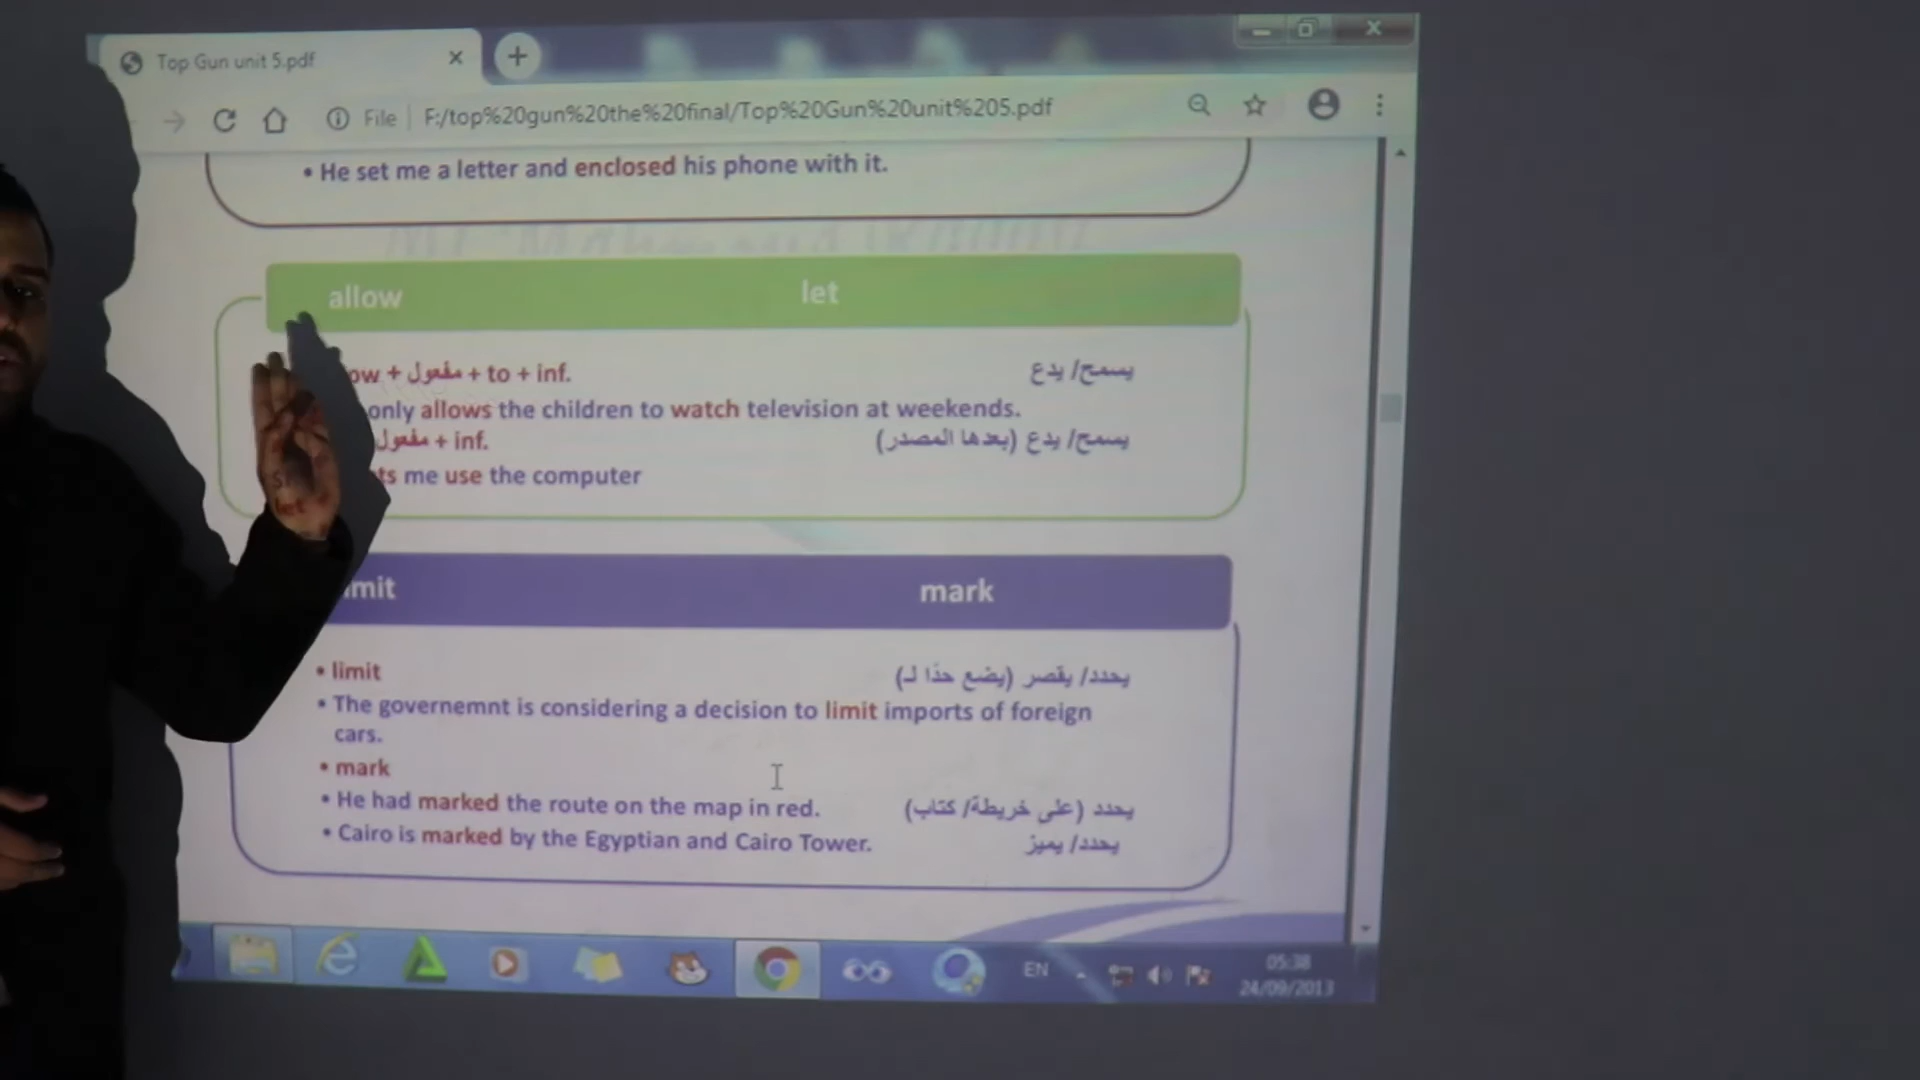 Top Gun unit 5.pdf
File F:/top%20gun%20the%20final/Top%20Gun%20unit%205.pdf
• He set me a letter and enclosed his phone with it.
allow let
ow + مفعول + to + inf. يسمح/ يدع
only allows the children to watch television at weekends.
مفعول + inf. يسمح/ يدع (بعدها المصدر)
ts me use the computer
mit mark
• limit يحدد/ يقصر (يضع حدًا لـ)
• The governemnt is considering a decision to limit imports of foreign
cars.
• mark
• He had marked the route on the map in red. يحدد (على خريطة/ كتاب)
• Cairo is marked by the Egyptian and Cairo Tower. يحدد/ يميز
EN 05:38
24/09/2013